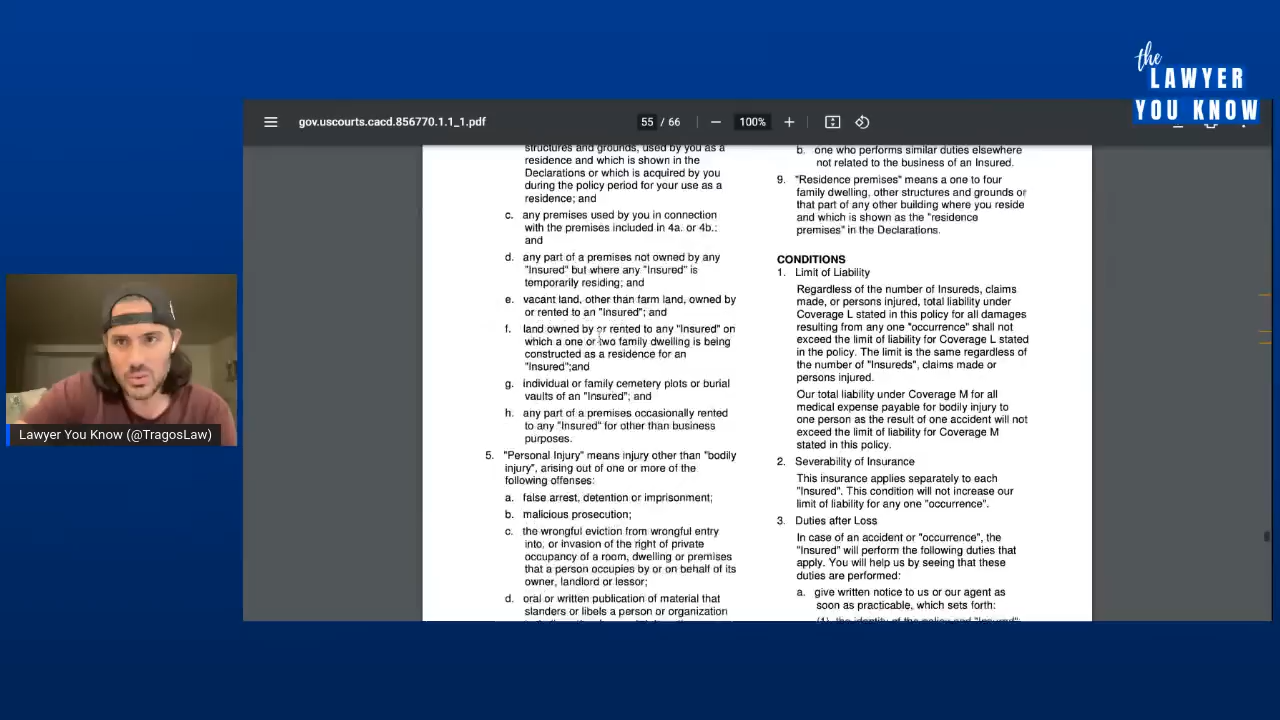 the
LAWYER
YOU KNOW
gov.uscourts.cacd.856770.1.1_1.pdf
55 / 66
100%
structures and grounds, used by you as a
residence and which is shown in the
Declarations or which is acquired by you
during the policy period for your use as a
residence; and
c. any premises used by you in connection
with the premises included in 4a. or 4b.;
and
d. any part of a premises not owned by any
"Insured" but where any "Insured" is
temporarily residing; and
e. vacant land, other than farm land, owned by
or rented to an "Insured"; and
f. land owned by or rented to any "Insured" on
which a one or two family dwelling is being
constructed as a residence for an
"Insured";and
g. individual or family cemetery plots or burial
vaults of an "Insured"; and
h. any part of a premises occasionally rented
to any "Insured" for other than business
purposes.
5. "Personal Injury" means injury other than "bodily
injury", arising out of one or more of the
following offenses:
a. false arrest, detention or imprisonment;
b. malicious prosecution;
c. the wrongful eviction from wrongful entry
into, or invasion of the right of private
occupancy of a room, dwelling or premises
that a person occupies by or on behalf of its
owner, landlord or lessor;
d. oral or written publication of material that
slanders or libels a person or organization
b. one who performs similar duties elsewhere
not related to the business of an Insured.
9. "Residence premises" means a one to four
family dwelling, other structures and grounds or
that part of any other building where you reside
and which is shown as the "residence
premises" in the Declarations.
CONDITIONS
1. Limit of Liability
Regardless of the number of Insureds, claims
made, or persons injured, total liability under
Coverage L stated in this policy for all damages
resulting from any one "occurrence" shall not
exceed the limit of liability for Coverage L stated
in the policy. The limit is the same regardless of
the number of "Insureds", claims made or
persons injured.
Our total liability under Coverage M for all
medical expense payable for bodily injury to
one person as the result of one accident will not
exceed the limit of liability for Coverage M
stated in this policy.
2. Severability of Insurance
This insurance applies separately to each
"Insured". This condition will not increase our
limit of liability for any one "occurrence".
3. Duties after Loss
In case of an accident or "occurrence", the
"Insured" will perform the following duties that
apply. You will help us by seeing that these
duties are performed:
a. give written notice to us or our agent as
soon as practicable, which sets forth:
(1) the identity of the policy and "Insured";
Lawyer You Know (@TragosLaw)